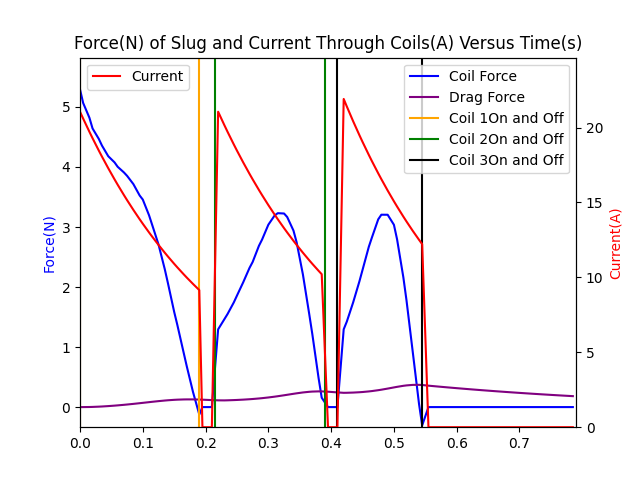 Force(N) of Slug and Current Through Coils(A) Versus Time(s)
Current
Coil Force
Drag Force
Coil 1On and Off
Coil 2On and Off
Coil 3On and Off
Force(N)
5
4
3
2
1
0
Current(A)
20
15
10
5
0
0.0 0.1 0.2 0.3 0.4 0.5 0.6 0.7